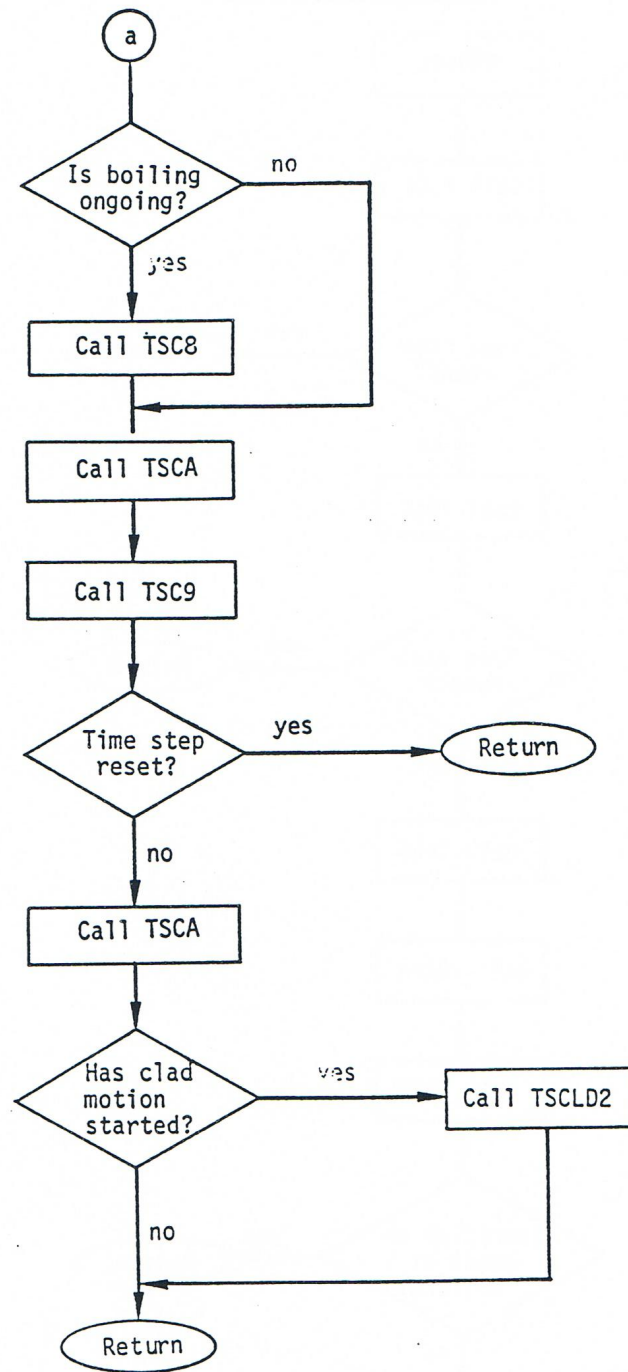 a
Is boiling
ongoing?
no
yes
Call TSC8
Call TSCA
Call TSC9
Time step
reset?
yes
Return
no
Call TSCA
Has clad
motion
started?
yes
Call TSCLD2
no
Return